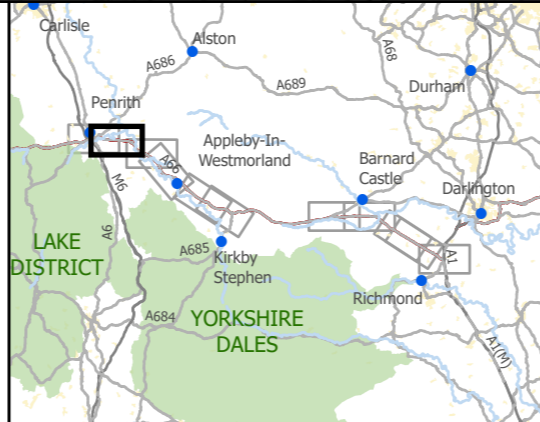 Carlisle
Alston
A686
A68
A689
Durham
Penrith
Appleby-In-
Westmorland
A66
Barnard
Castle
Darlington
M6
A6
LAKE
DISTRICT
A685
Kirkby
Stephen
A1
Richmond
A684
YORKSHIRE
DALES
A1(M)